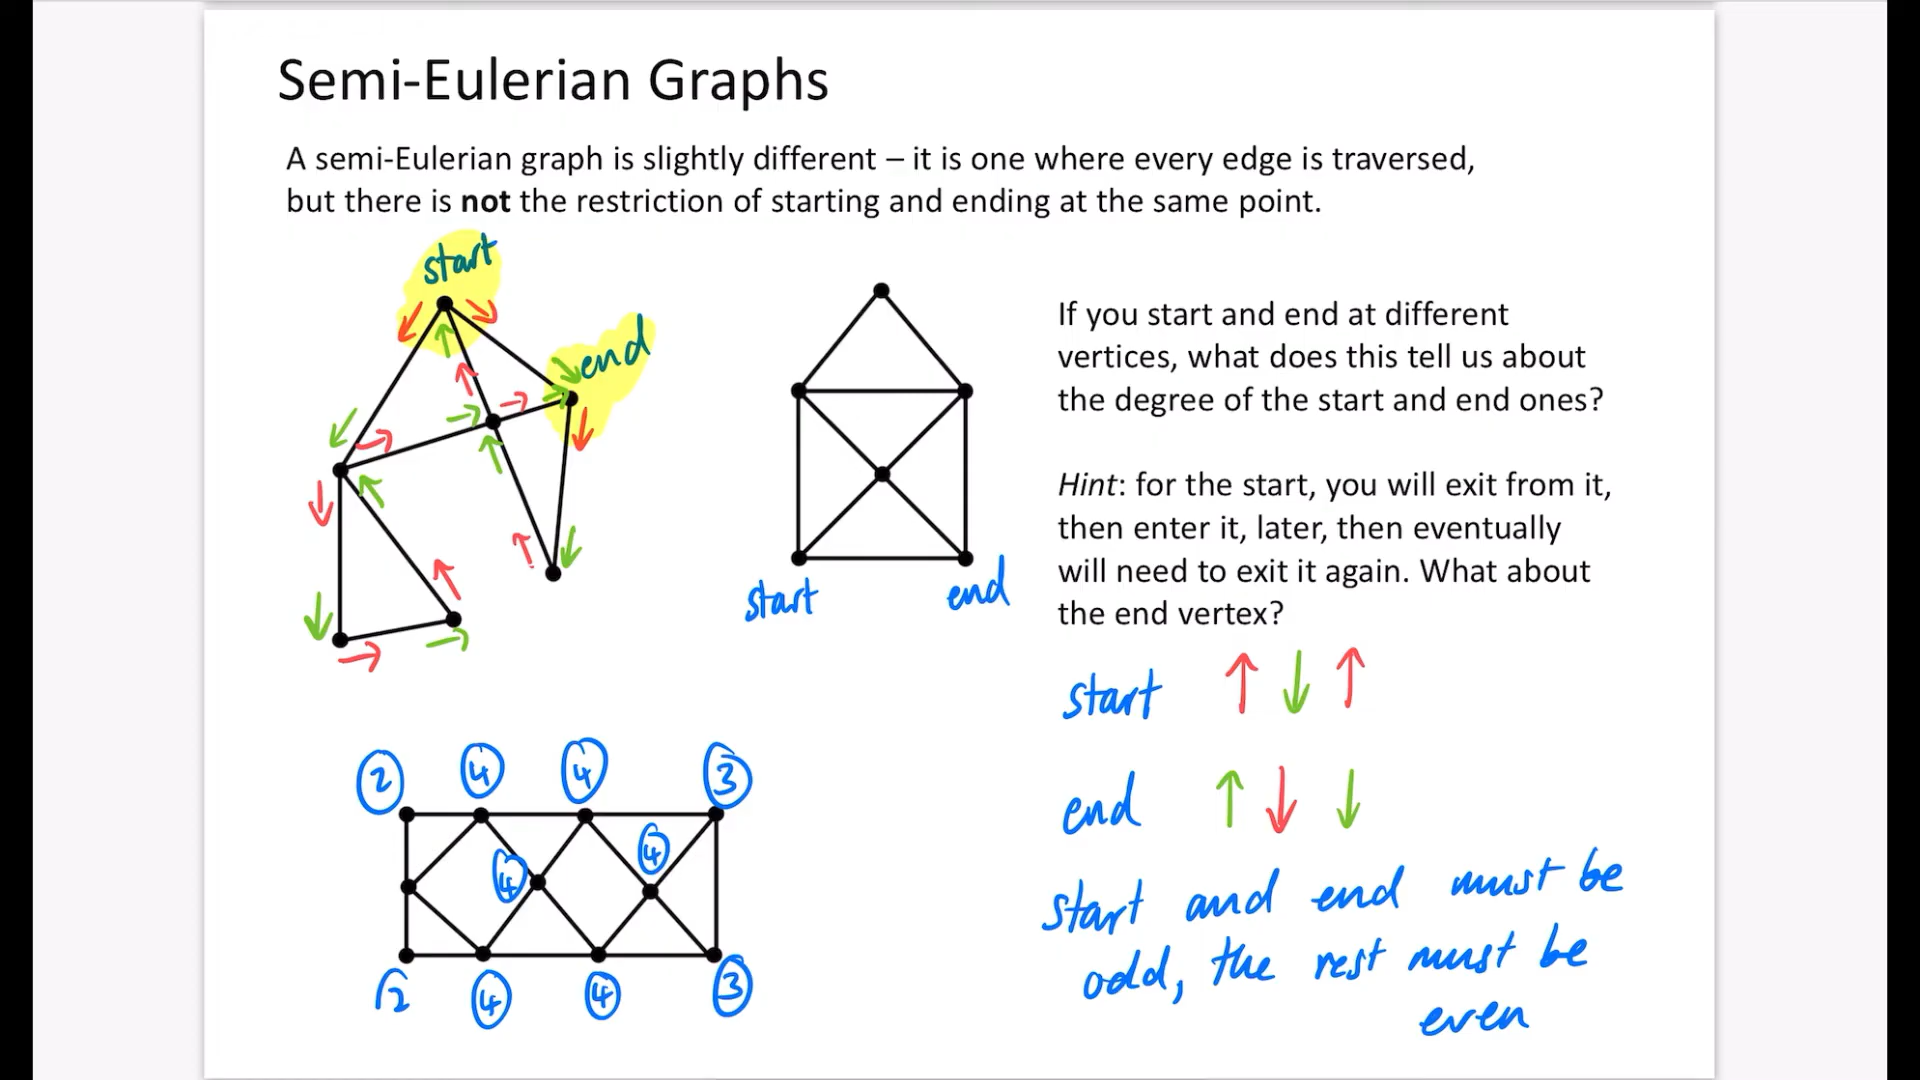 Semi-Eulerian Graphs
A semi-Eulerian graph is slightly different – it is one where every edge is traversed,
but there is not the restriction of starting and ending at the same point.
start
end
start
end
If you start and end at different
vertices, what does this tell us about
the degree of the start and end ones?
Hint: for the start, you will exit from it,
then enter it, later, then eventually
will need to exit it again. What about
the end vertex?
start ↑ ↓ ↑
end ↑ ↓ ↓
start and end must be
odd, the rest must be
even
2 4 4 3
4 4
2 4 4 3